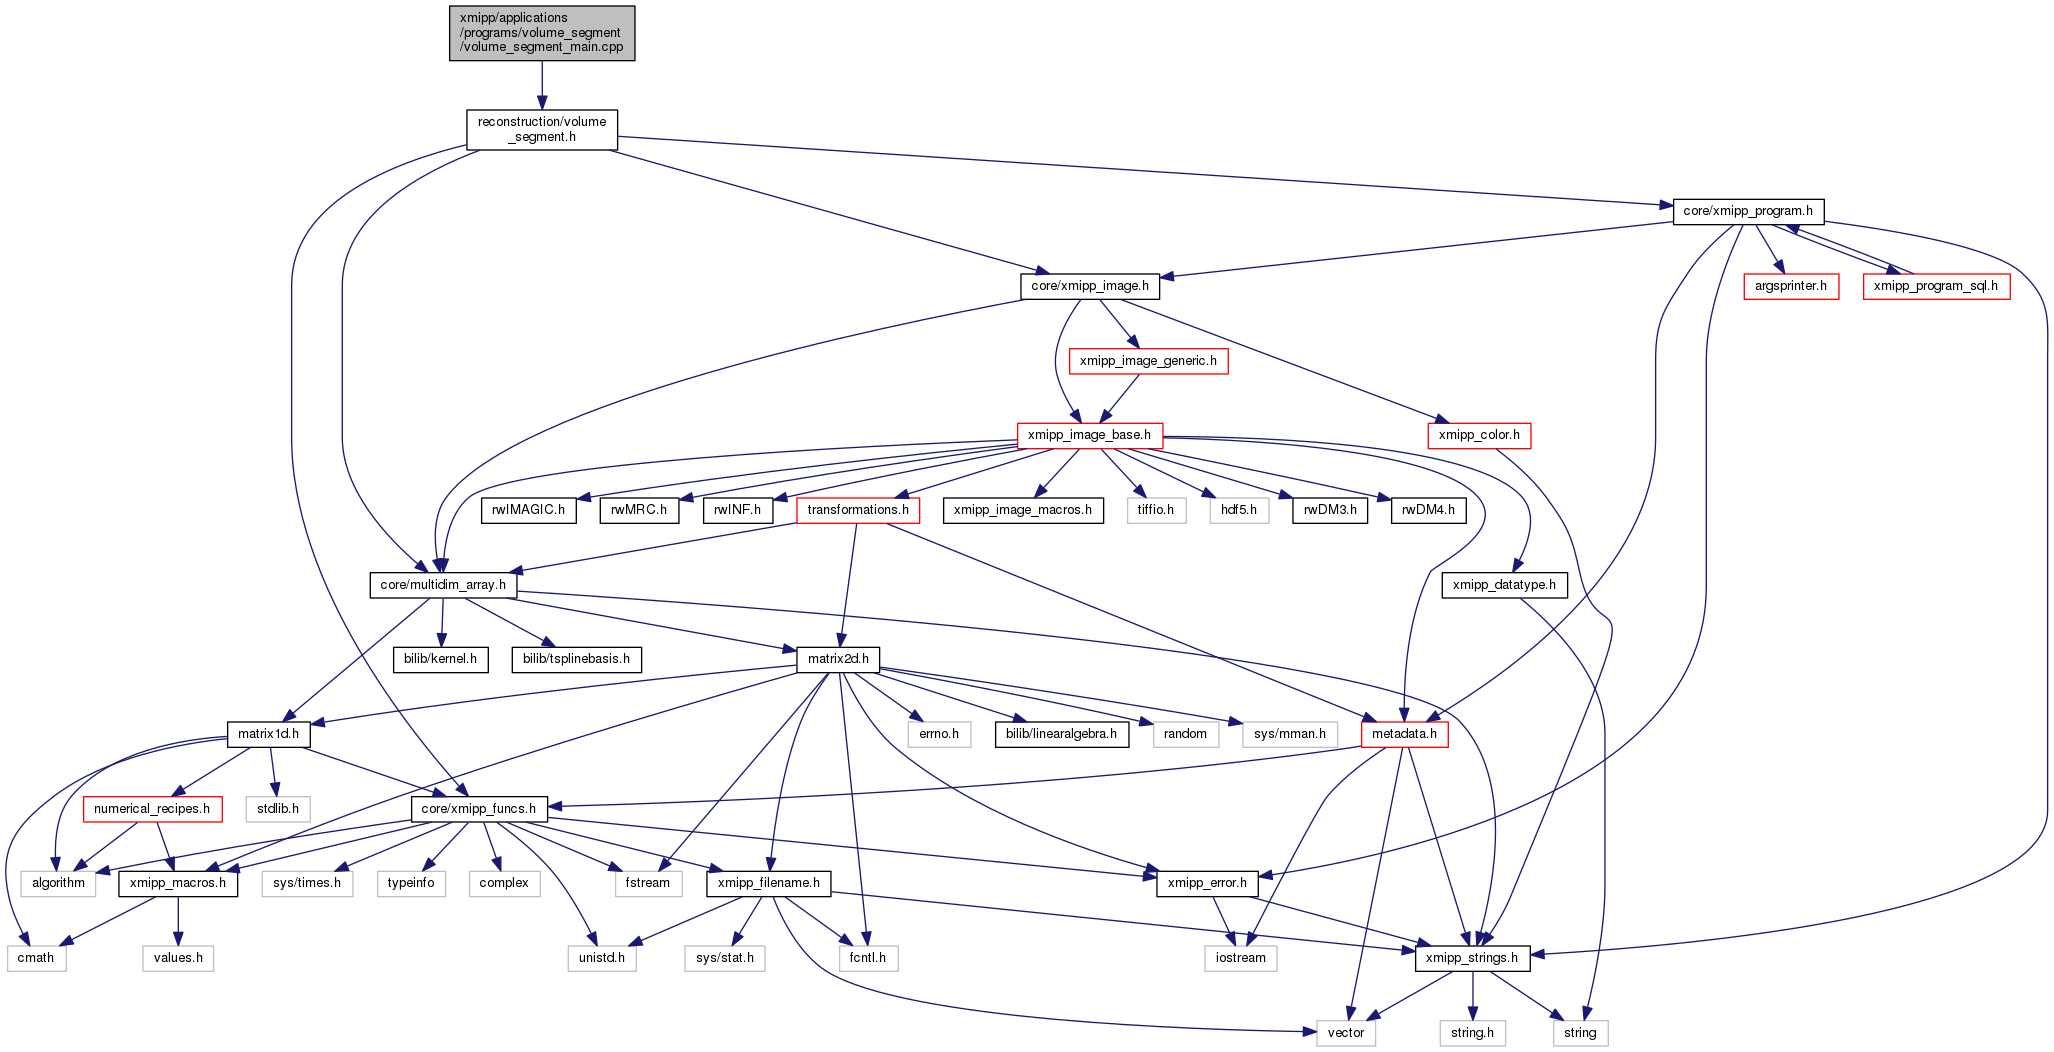 xmipp/applications
/programs/volume_segment
/volume_segment_main.cpp
reconstruction/volume
_segment.h
core/xmipp_program.h
core/xmipp_image.h
argsprinter.h
xmipp_program_sql.h
xmipp_image_generic.h
xmipp_image_base.h
xmipp_color.h
rwIMAGIC.h
rwMRC.h
rwINF.h
transformations.h
xmipp_image_macros.h
tiffio.h
hdf5.h
rwDM3.h
rwDM4.h
core/multidim_array.h
xmipp_datatype.h
bilib/kernel.h
bilib/tsplinebasis.h
matrix2d.h
matrix1d.h
errno.h
bilib/linearalgebra.h
random
sys/mman.h
metadata.h
numerical_recipes.h
stdlib.h
core/xmipp_funcs.h
algorithm
xmipp_macros.h
sys/times.h
typeinfo
complex
fstream
xmipp_filename.h
xmipp_error.h
cmath
values.h
unistd.h
sys/stat.h
fcntl.h
iostream
xmipp_strings.h
vector
string.h
string